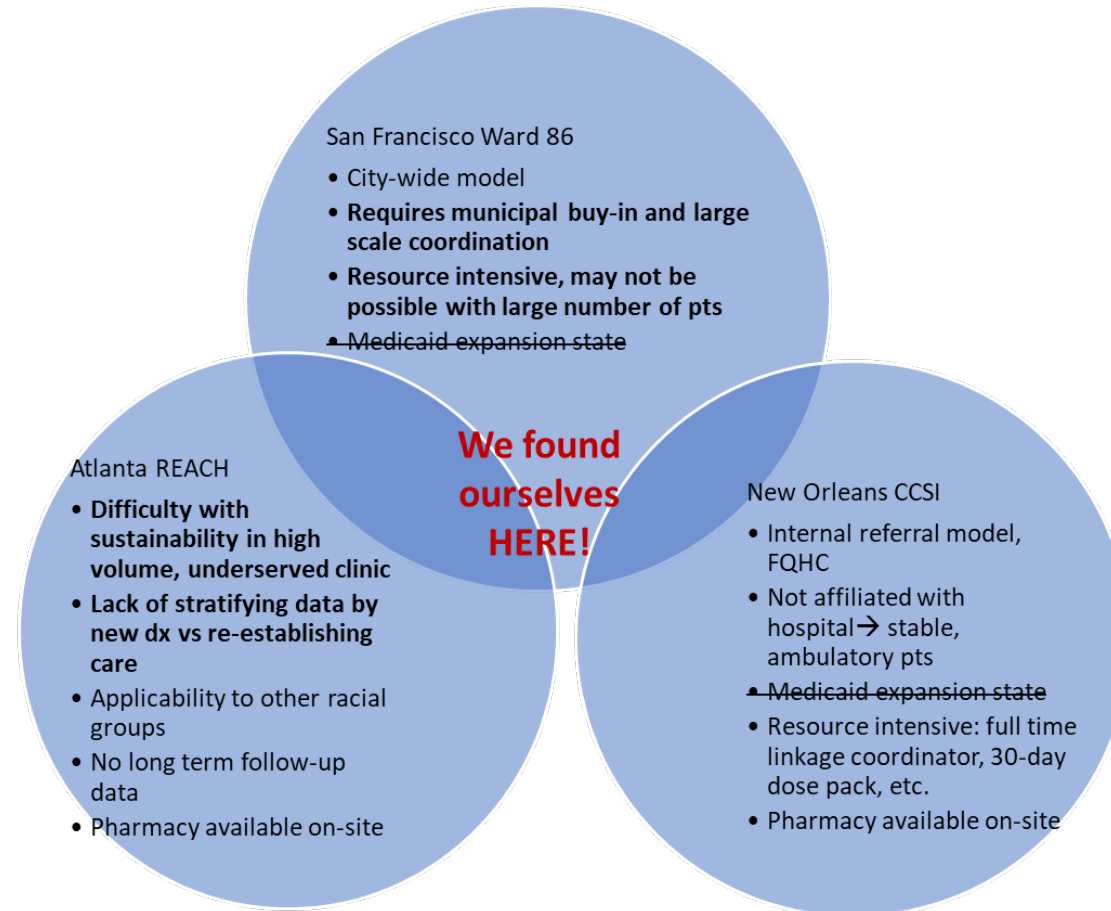 San Francisco Ward 86
• City-wide model
• Requires municipal buy-in and large
scale coordination
• Resource intensive, may not be
possible with large number of pts
• Medicaid expansion state
We found
ourselves
HERE!
Atlanta REACH
• Difficulty with
sustainability in high
volume, underserved clinic
• Lack of stratifying data by
new dx vs re-establishing
care
• Applicability to other racial
groups
• No long term follow-up
data
• Pharmacy available on-site
New Orleans CCSI
• Internal referral model,
FQHC
• Not affiliated with
hospital→ stable,
ambulatory pts
• Medicaid expansion state
• Resource intensive: full time
linkage coordinator, 30-day
dose pack, etc.
• Pharmacy available on-site